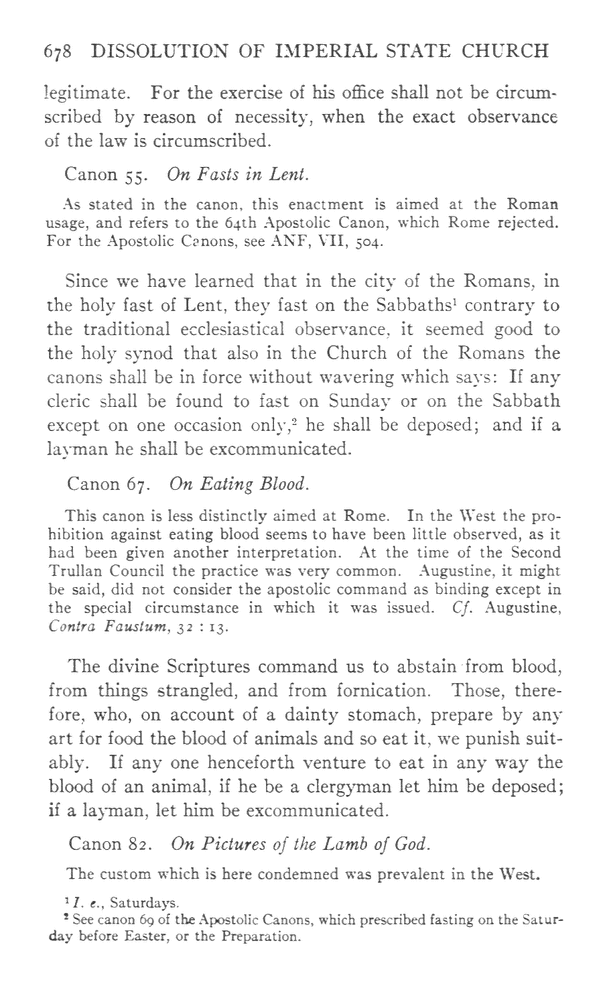 678 DISSOLUTION OF IMPERIAL STATE CHURCH
legitimate. For the exercise of his office shall not be circum-
scribed by reason of necessity, when the exact observance
of the law is circumscribed.
Canon 55. On Fasts in Lent.
As stated in the canon, this enactment is aimed at the Roman
usage, and refers to the 64th Apostolic Canon, which Rome rejected.
For the Apostolic Canons, see ANF, VII, 504.
Since we have learned that in the city of the Romans, in
the holy fast of Lent, they fast on the Sabbaths¹ contrary to
the traditional ecclesiastical observance, it seemed good to
the holy synod that also in the Church of the Romans the
canons shall be in force without wavering which says: If any
cleric shall be found to fast on Sunday or on the Sabbath
except on one occasion only,² he shall be deposed; and if a
layman he shall be excommunicated.
Canon 67. On Eating Blood.
This canon is less distinctly aimed at Rome. In the West the pro-
hibition against eating blood seems to have been little observed, as it
had been given another interpretation. At the time of the Second
Trullan Council the practice was very common. Augustine, it might
be said, did not consider the apostolic command as binding except in
the special circumstance in which it was issued. Cf. Augustine,
Contra Faustum, 32 : 13.
The divine Scriptures command us to abstain from blood,
from things strangled, and from fornication. Those, there-
fore, who, on account of a dainty stomach, prepare by any
art for food the blood of animals and so eat it, we punish suit-
ably. If any one henceforth venture to eat in any way the
blood of an animal, if he be a clergyman let him be deposed;
if a layman, let him be excommunicated.
Canon 82. On Pictures of the Lamb of God.
The custom which is here condemned was prevalent in the West.
¹ I. e., Saturdays.
² See canon 69 of the Apostolic Canons, which prescribed fasting on the Satur-
day before Easter, or the Preparation.